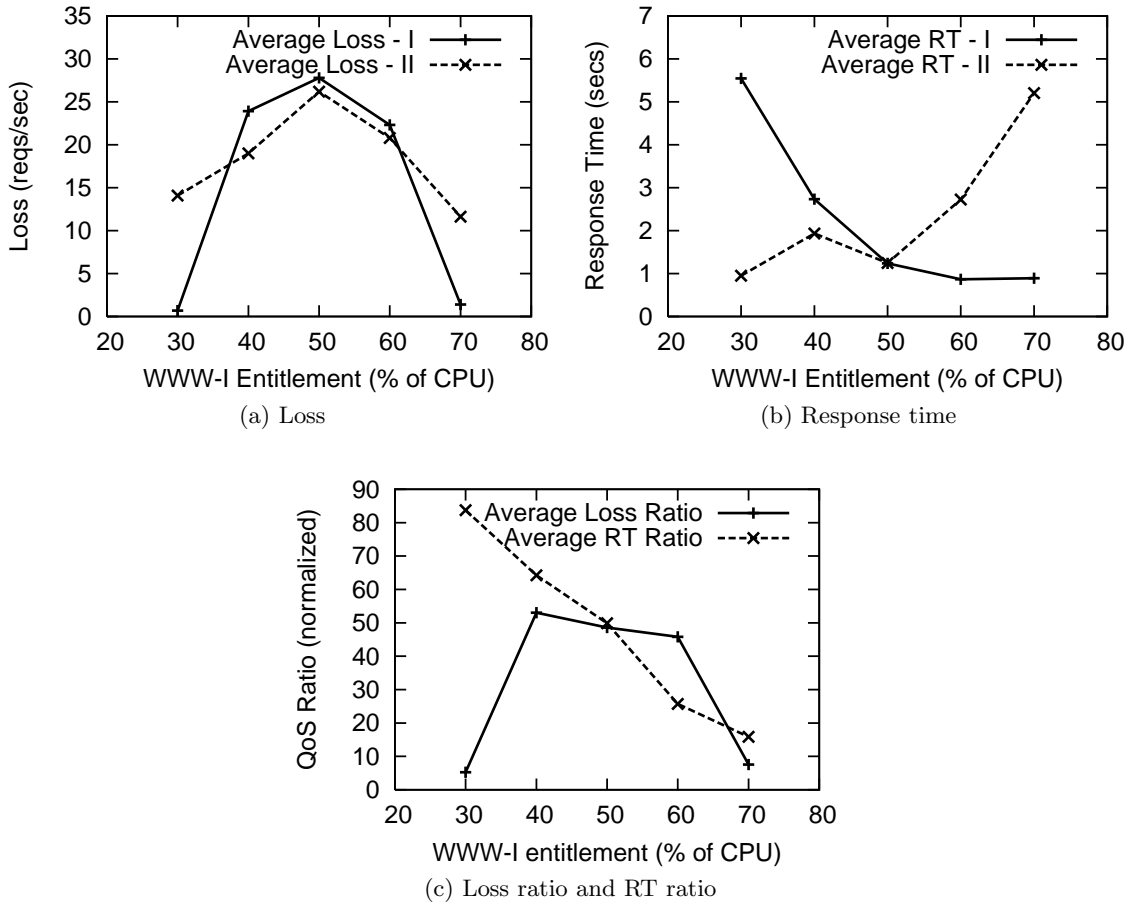 35
30
25
20
15
10
5
0
Loss (reqs/sec)
Average Loss - I
Average Loss - II
20 30 40 50 60 70 80
WWW-I Entitlement (% of CPU)
(a) Loss
7
6
5
4
3
2
1
0
Response Time (secs)
Average RT - I
Average RT - II
20 30 40 50 60 70 80
WWW-I Entitlement (% of CPU)
(b) Response time
90
80
70
60
50
40
30
20
10
0
QoS Ratio (normalized)
Average Loss Ratio
Average RT Ratio
20 30 40 50 60 70 80
WWW-I entitlement (% of CPU)
(c) Loss ratio and RT ratio